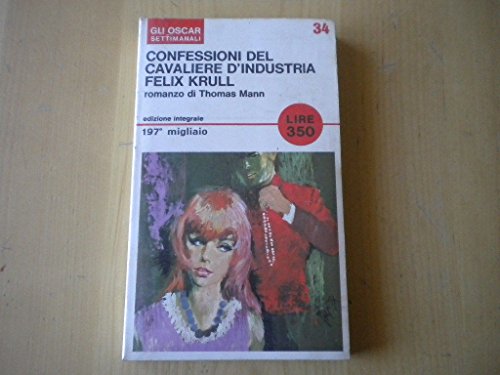 GLI OSCAR
SETTIMANALI
34
CONFESSIONI DEL
CAVALIERE D'INDUSTRIA
FELIX KRULL
romanzo di Thomas Mann
edizione integrale
197° migliaio
LIRE
350